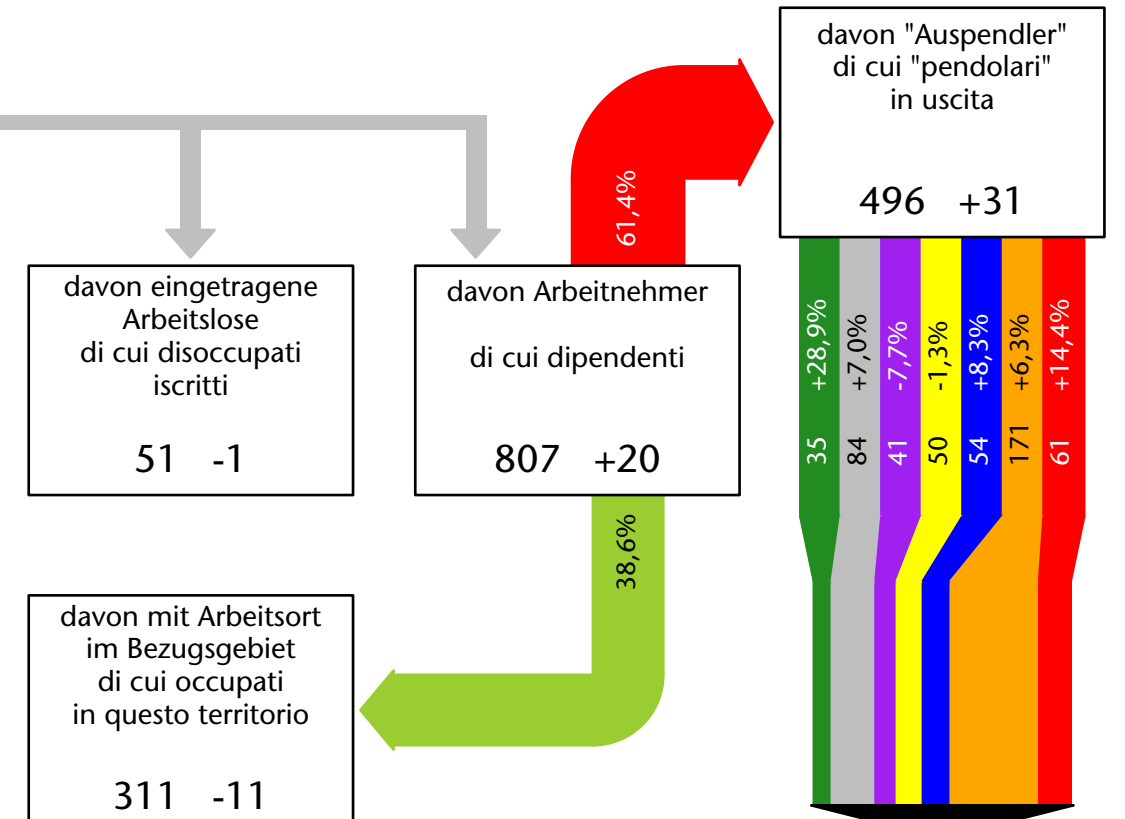 davon "Auspendler"
di cui "pendolari"
in uscita
496 +31
61,4%
davon eingetragene
Arbeitslose
di cui disoccupati
iscritti
51 -1
davon Arbeitnehmer
di cui dipendenti
807 +20
35 +28,9%
84 +7,0%
41 -7,7%
50 -1,3%
54 +8,3%
171 +6,3%
61 +14,4%
38,6%
davon mit Arbeitsort
im Bezugsgebiet
di cui occupati
in questo territorio
311 -11